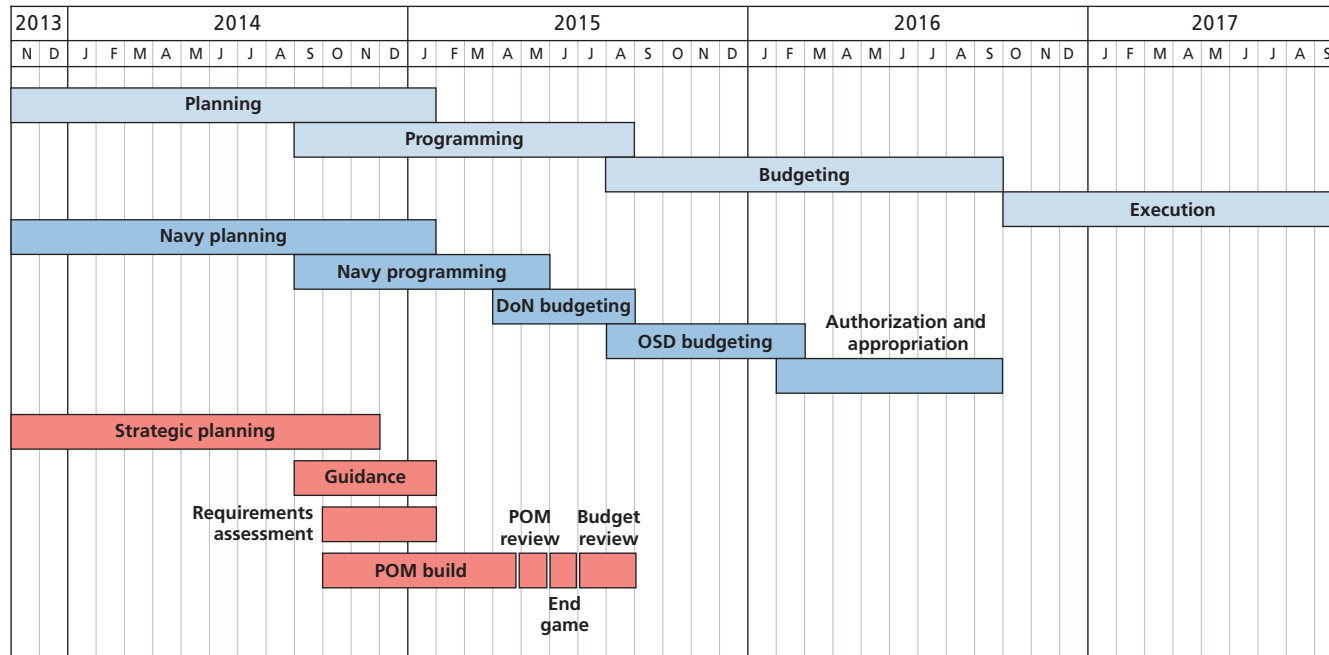 2013 2014 2015 2016 2017
N D J F M A M J J A S O N D J F M A M J J A S O N D J F M A M J J A S O N D J F M A M J J A S
Planning
Programming
Budgeting
Execution
Navy planning
Navy programming
DoN budgeting
OSD budgeting
Authorization and
appropriation
Strategic planning
Guidance
Requirements
assessment
POM
review
Budget
review
POM build
End
game